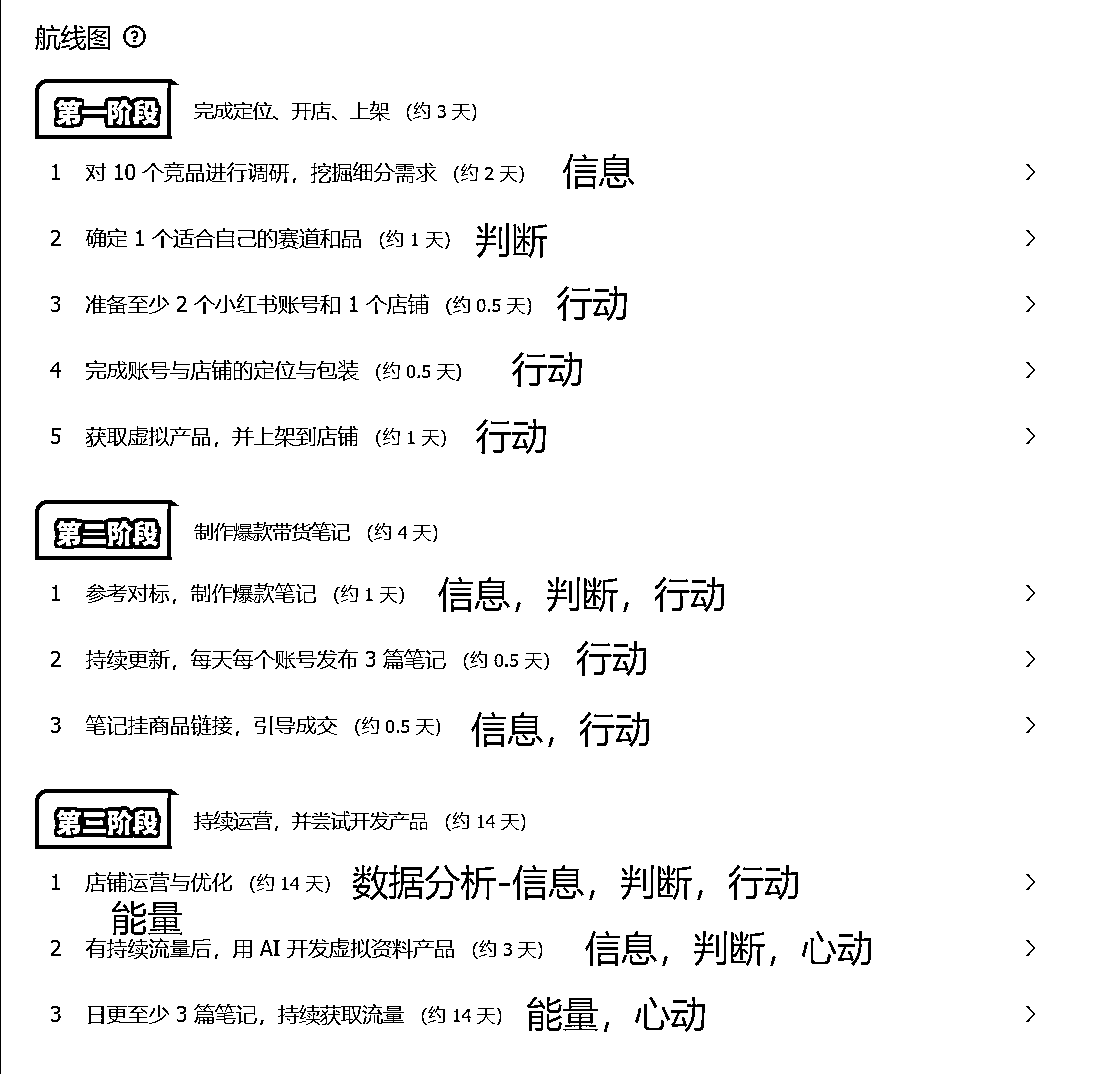 航线图 ?
第一阶段 完成定位、开店、上架 (约 3 天)
1 对 10 个竞品进行调研，挖掘细分需求 (约 2 天) 信息
2 确定 1 个适合自己的赛道和品 (约 1 天) 判断
3 准备至少 2 个小红书账号和 1 个店铺 (约 0.5 天) 行动
4 完成账号与店铺的定位与包装 (约 0.5 天) 行动
5 获取虚拟产品，并上架到店铺 (约 1 天) 行动
第二阶段 制作爆款带货笔记 (约 4 天)
1 参考对标，制作爆款笔记 (约 1 天) 信息，判断，行动
2 持续更新，每天每个账号发布 3 篇笔记 (约 0.5 天) 行动
3 笔记挂商品链接，引导成交 (约 0.5 天) 信息，行动
第三阶段 持续运营，并尝试开发产品 (约 14 天)
1 店铺运营与优化 (约 14 天) 数据分析-信息，判断，行动
能量
2 有持续流量后，用 AI 开发虚拟资料产品 (约 3 天) 信息，判断，心动
3 日更至少 3 篇笔记，持续获取流量 (约 14 天) 能量，心动